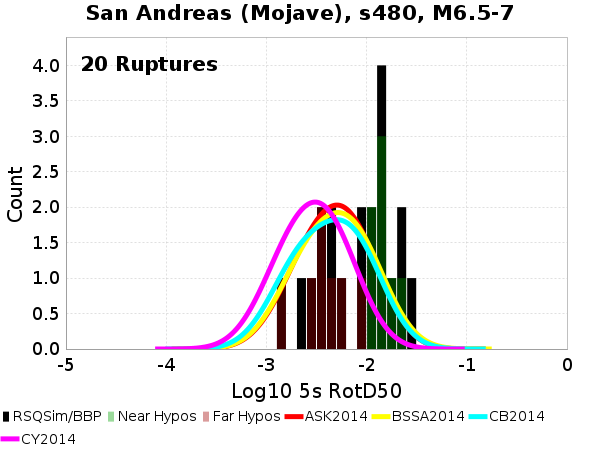 San Andreas (Mojave), s480, M6.5-7
20 Ruptures
Count
4.0
3.5
3.0
2.5
2.0
1.5
1.0
0.5
0.0
-5 -4 -3 -2 -1 0
Log10 5s RotD50
RSQSim/BBP Near Hypos Far Hypos ASK2014 BSSA2014 CB2014
CY2014